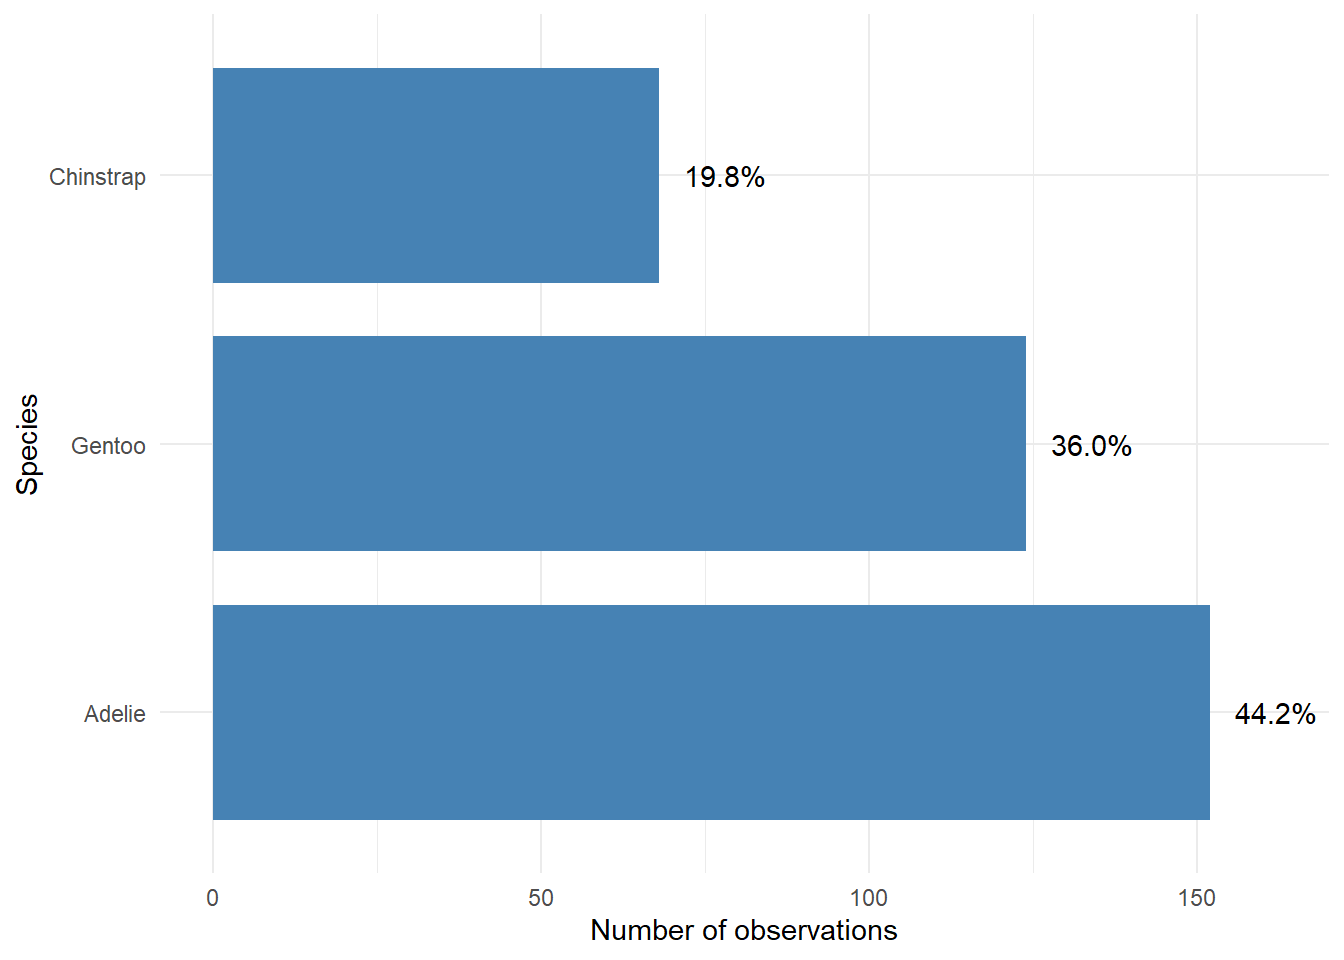 Chinstrap
19.8%
Gentoo
36.0%
Species
Adelie
44.2%
0 50 100 150
Number of observations